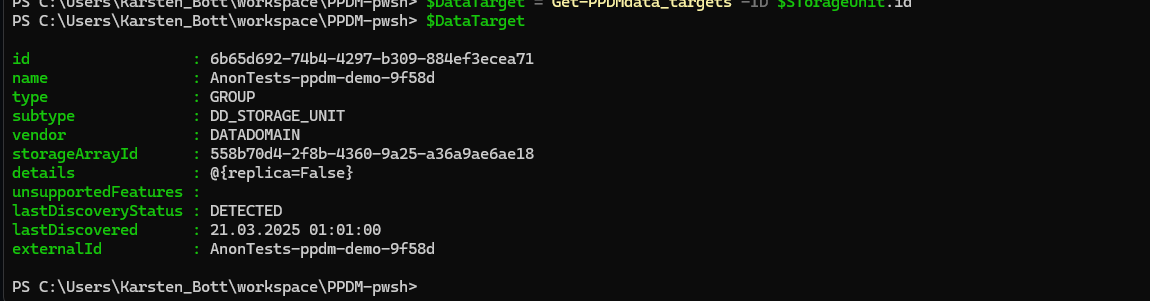 PS C:\Users\Karsten_Bott\workspace\PPDM-pwsh> $DataTarget = Get-PPDMdata_targets -ID $STorageUnit.id
PS C:\Users\Karsten_Bott\workspace\PPDM-pwsh> $DataTarget
id : 6b65d692-74b4-4297-b309-884ef3ecea71
name : AnonTests-ppdm-demo-9f58d
type : GROUP
subtype : DD_STORAGE_UNIT
vendor : DATADOMAIN
storageArrayId : 558b70d4-2f8b-4360-9a25-a36a9ae6ae18
details : @{replica=False}
unsupportedFeatures :
lastDiscoveryStatus : DETECTED
lastDiscovered : 21.03.2025 01:01:00
externalId : AnonTests-ppdm-demo-9f58d
PS C:\Users\Karsten_Bott\workspace\PPDM-pwsh>